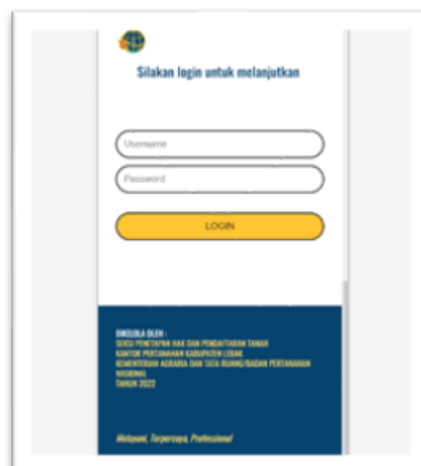 Silakan login untuk melanjutkan
Username
Password
LOGIN
DIKELOLA OLEH :
SEKSI PENETAPAN HAK DAN PENDAFTARAN TANAH
KANTOR PERTANAHAN KABUPATEN LEBAK
KEMENTERIAN AGRARIA DAN TATA RUANG/BADAN PERTANAHAN
NASIONAL
TAHUN 2022
Melayani, Terpercaya, Profesional